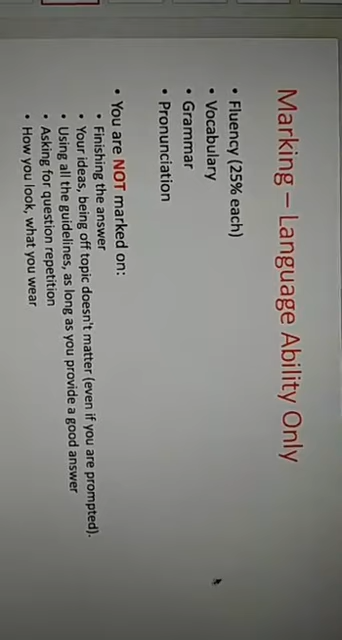 Marking – Language Ability Only
• Fluency (25% each)
• Vocabulary
• Grammar
• Pronunciation
• You are NOT marked on:
• Finishing the answer
• Your ideas, being off topic doesn't matter (even if you are prompted).
• Using all the guidelines, as long as you provide a good answer
• Asking for question repetition
• How you look, what you wear